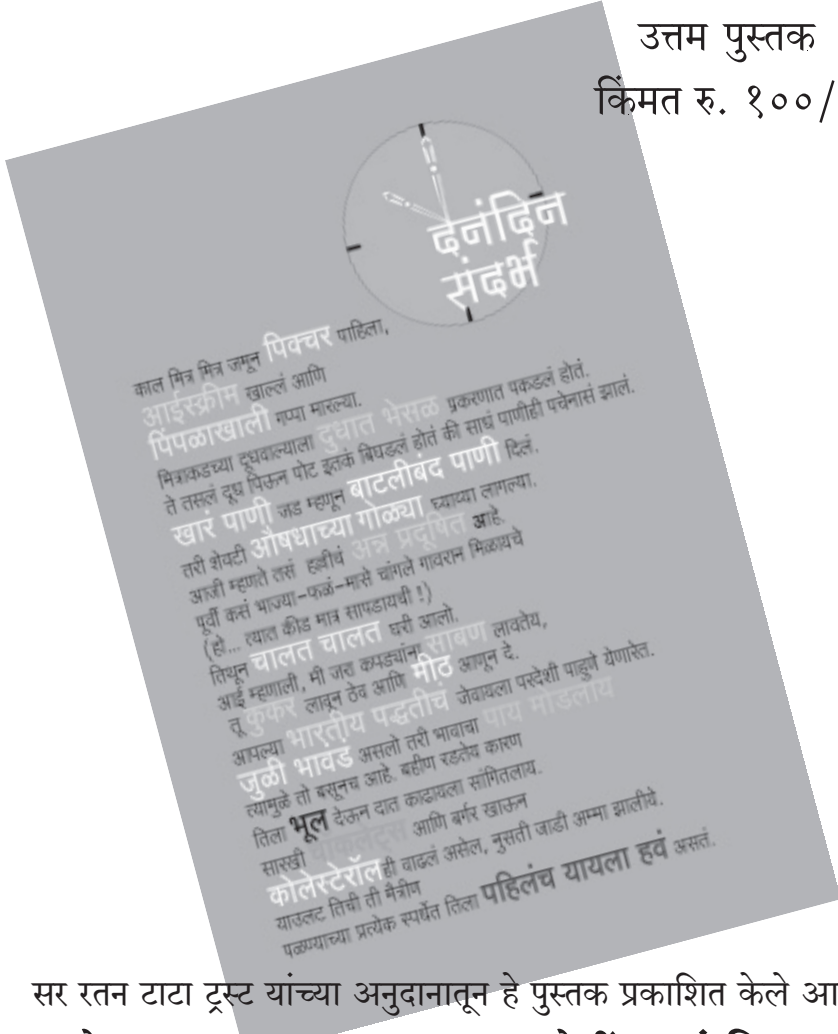 उत्तम पुस्तक
किंमत रु. १००/
दैनंदिन
संदर्भ
काल मित्र मित्र जमून पिक्चर पाहिला,
आईस्क्रीम खाल्लं आणि
पिंपळाखाली गप्पा मारल्या.
मित्राकडच्या दूधवाल्याला दुधात भेसळ प्रकरणात पकडलं होतं.
ते तसलं दूध पिऊन पोट इतकं बिघडलं होतं की साधं पाणीही पचेनासं झालं.
खारं पाणी जड म्हणून बाटलीबंद पाणी दिलं.
तरी शेवटी औषधाच्या गोळ्या घ्याव्या लागल्या.
आजी म्हणते तसं हल्लीचं अन्न प्रदूषित आहे.
पूर्वी कसं भाज्या-फळं-मासे चांगले गावरान मिळायचे
(हो... त्यात कीड मात्र सापडायची !)
तिथून चालत चालत घरी आलो.
आई म्हणाली, मी जरा कपड्यांना साबण लावतेय,
तू कुकर लावून ठेव आणि मीठ आणून दे.
आपल्या भारतीय पद्धतीचं जेवायला परदेशी पाहुणे येणारेत.
जुळी भावंडं असलो तरी भावाचा पाय मोडलाय
त्यामुळे तो बसूनच आहे. बहीण रडतेय कारण
तिला भूल देऊन दात काढायला सांगितलाय.
सारखी चॉकलेट्स आणि बर्गर खाऊन
कोलेस्टेरॉलही वाढलं असेल, नुसती जाडी अम्मा झालीये.
याउलट तिची ती मैत्रीण
पळण्याच्या प्रत्येक स्पर्धेत तिला पहिलंच यायला हवं असतं.
सर रतन टाटा ट्रस्ट यांच्या अनुदानातून हे पुस्तक प्रकाशित केले आ